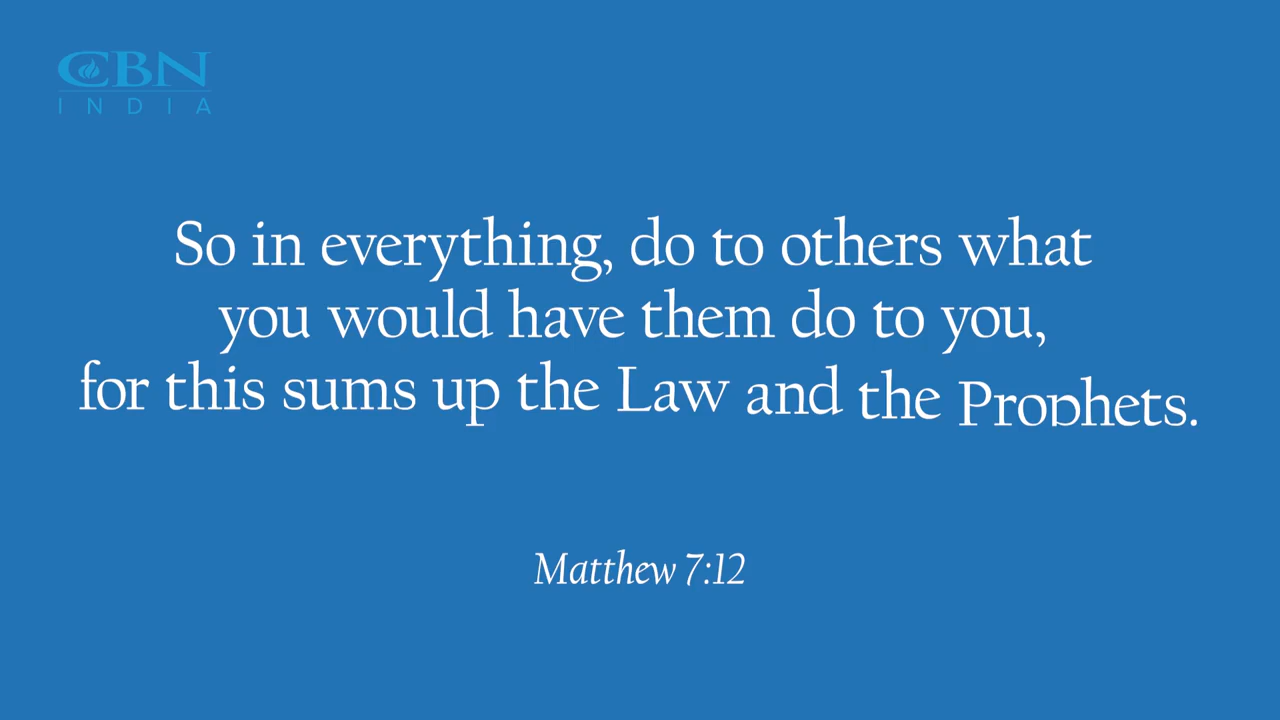 CBN
INDIA
So in everything, do to others what
you would have them do to you,
for this sums up the Law and the Prophets.
Matthew 7:12